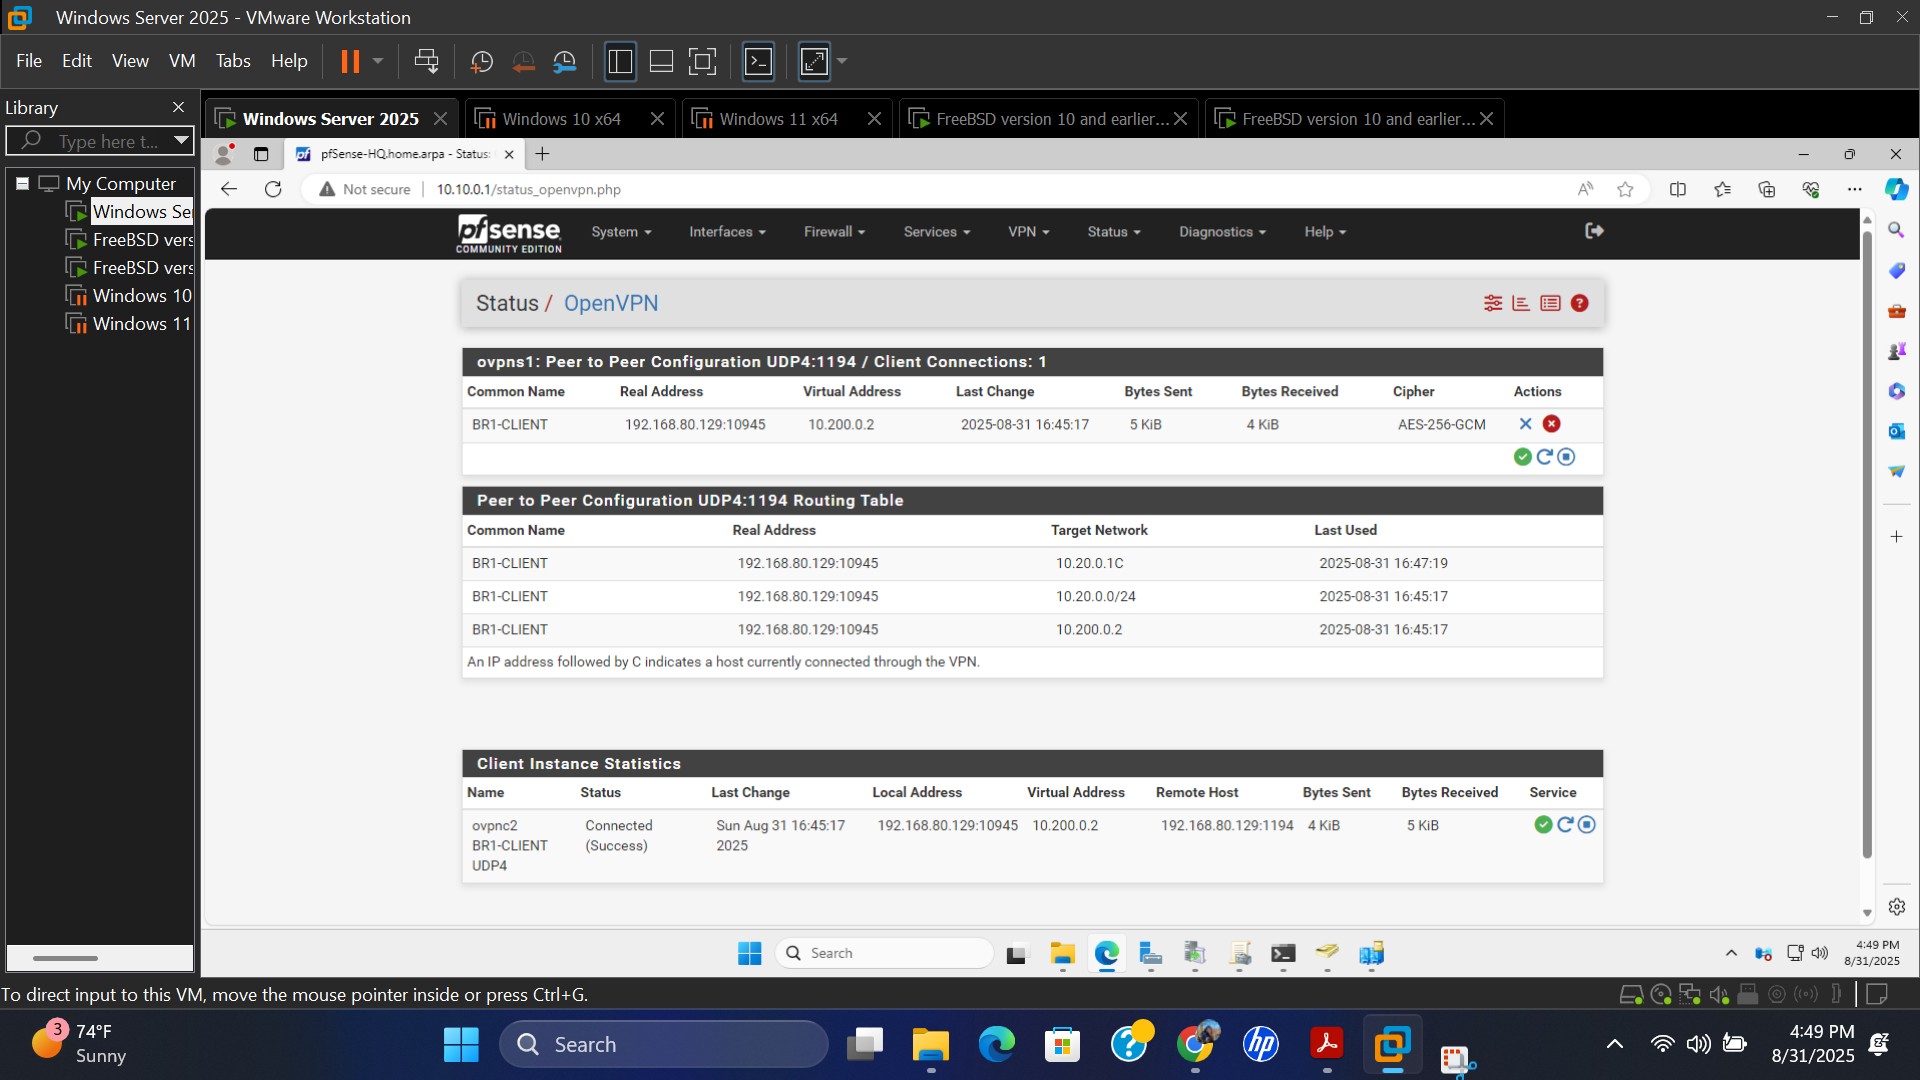 Windows Server 2025 - VMware Workstation
File Edit View VM Tabs Help
Library
Type here t...
My Computer
Windows Ser
FreeBSD vers
FreeBSD vers
Windows 10
Windows 11
Windows Server 2025
Windows 10 x64
Windows 11 x64
FreeBSD version 10 and earlier...
FreeBSD version 10 and earlier...
pfSense-HQ.home.arpa - Status:
Not secure 10.10.0.1/status_openvpn.php
pfsense
COMMUNITY EDITION
System Interfaces Firewall Services VPN Status Diagnostics Help
Status / OpenVPN
ovpns1: Peer to Peer Configuration UDP4:1194 / Client Connections: 1
Common Name Real Address Virtual Address Last Change Bytes Sent Bytes Received Cipher Actions
BR1-CLIENT 192.168.80.129:10945 10.200.0.2 2025-08-31 16:45:17 5 KiB 4 KiB AES-256-GCM
Peer to Peer Configuration UDP4:1194 Routing Table
Common Name Real Address Target Network Last Used
BR1-CLIENT 192.168.80.129:10945 10.20.0.1C 2025-08-31 16:47:19
BR1-CLIENT 192.168.80.129:10945 10.20.0.0/24 2025-08-31 16:45:17
BR1-CLIENT 192.168.80.129:10945 10.200.0.2 2025-08-31 16:45:17
An IP address followed by C indicates a host currently connected through the VPN.
Client Instance Statistics
Name Status Last Change Local Address Virtual Address Remote Host Bytes Sent Bytes Received Service
ovpnc2 Connected Sun Aug 31 16:45:17 192.168.80.129:10945 10.200.0.2 192.168.80.129:1194 4 KiB 5 KiB
BR1-CLIENT (Success) 2025
UDP4
Search
4:49 PM
8/31/2025
To direct input to this VM, move the mouse pointer inside or press Ctrl+G.
3
74°F
Sunny
Search
hp
4:49 PM
8/31/2025